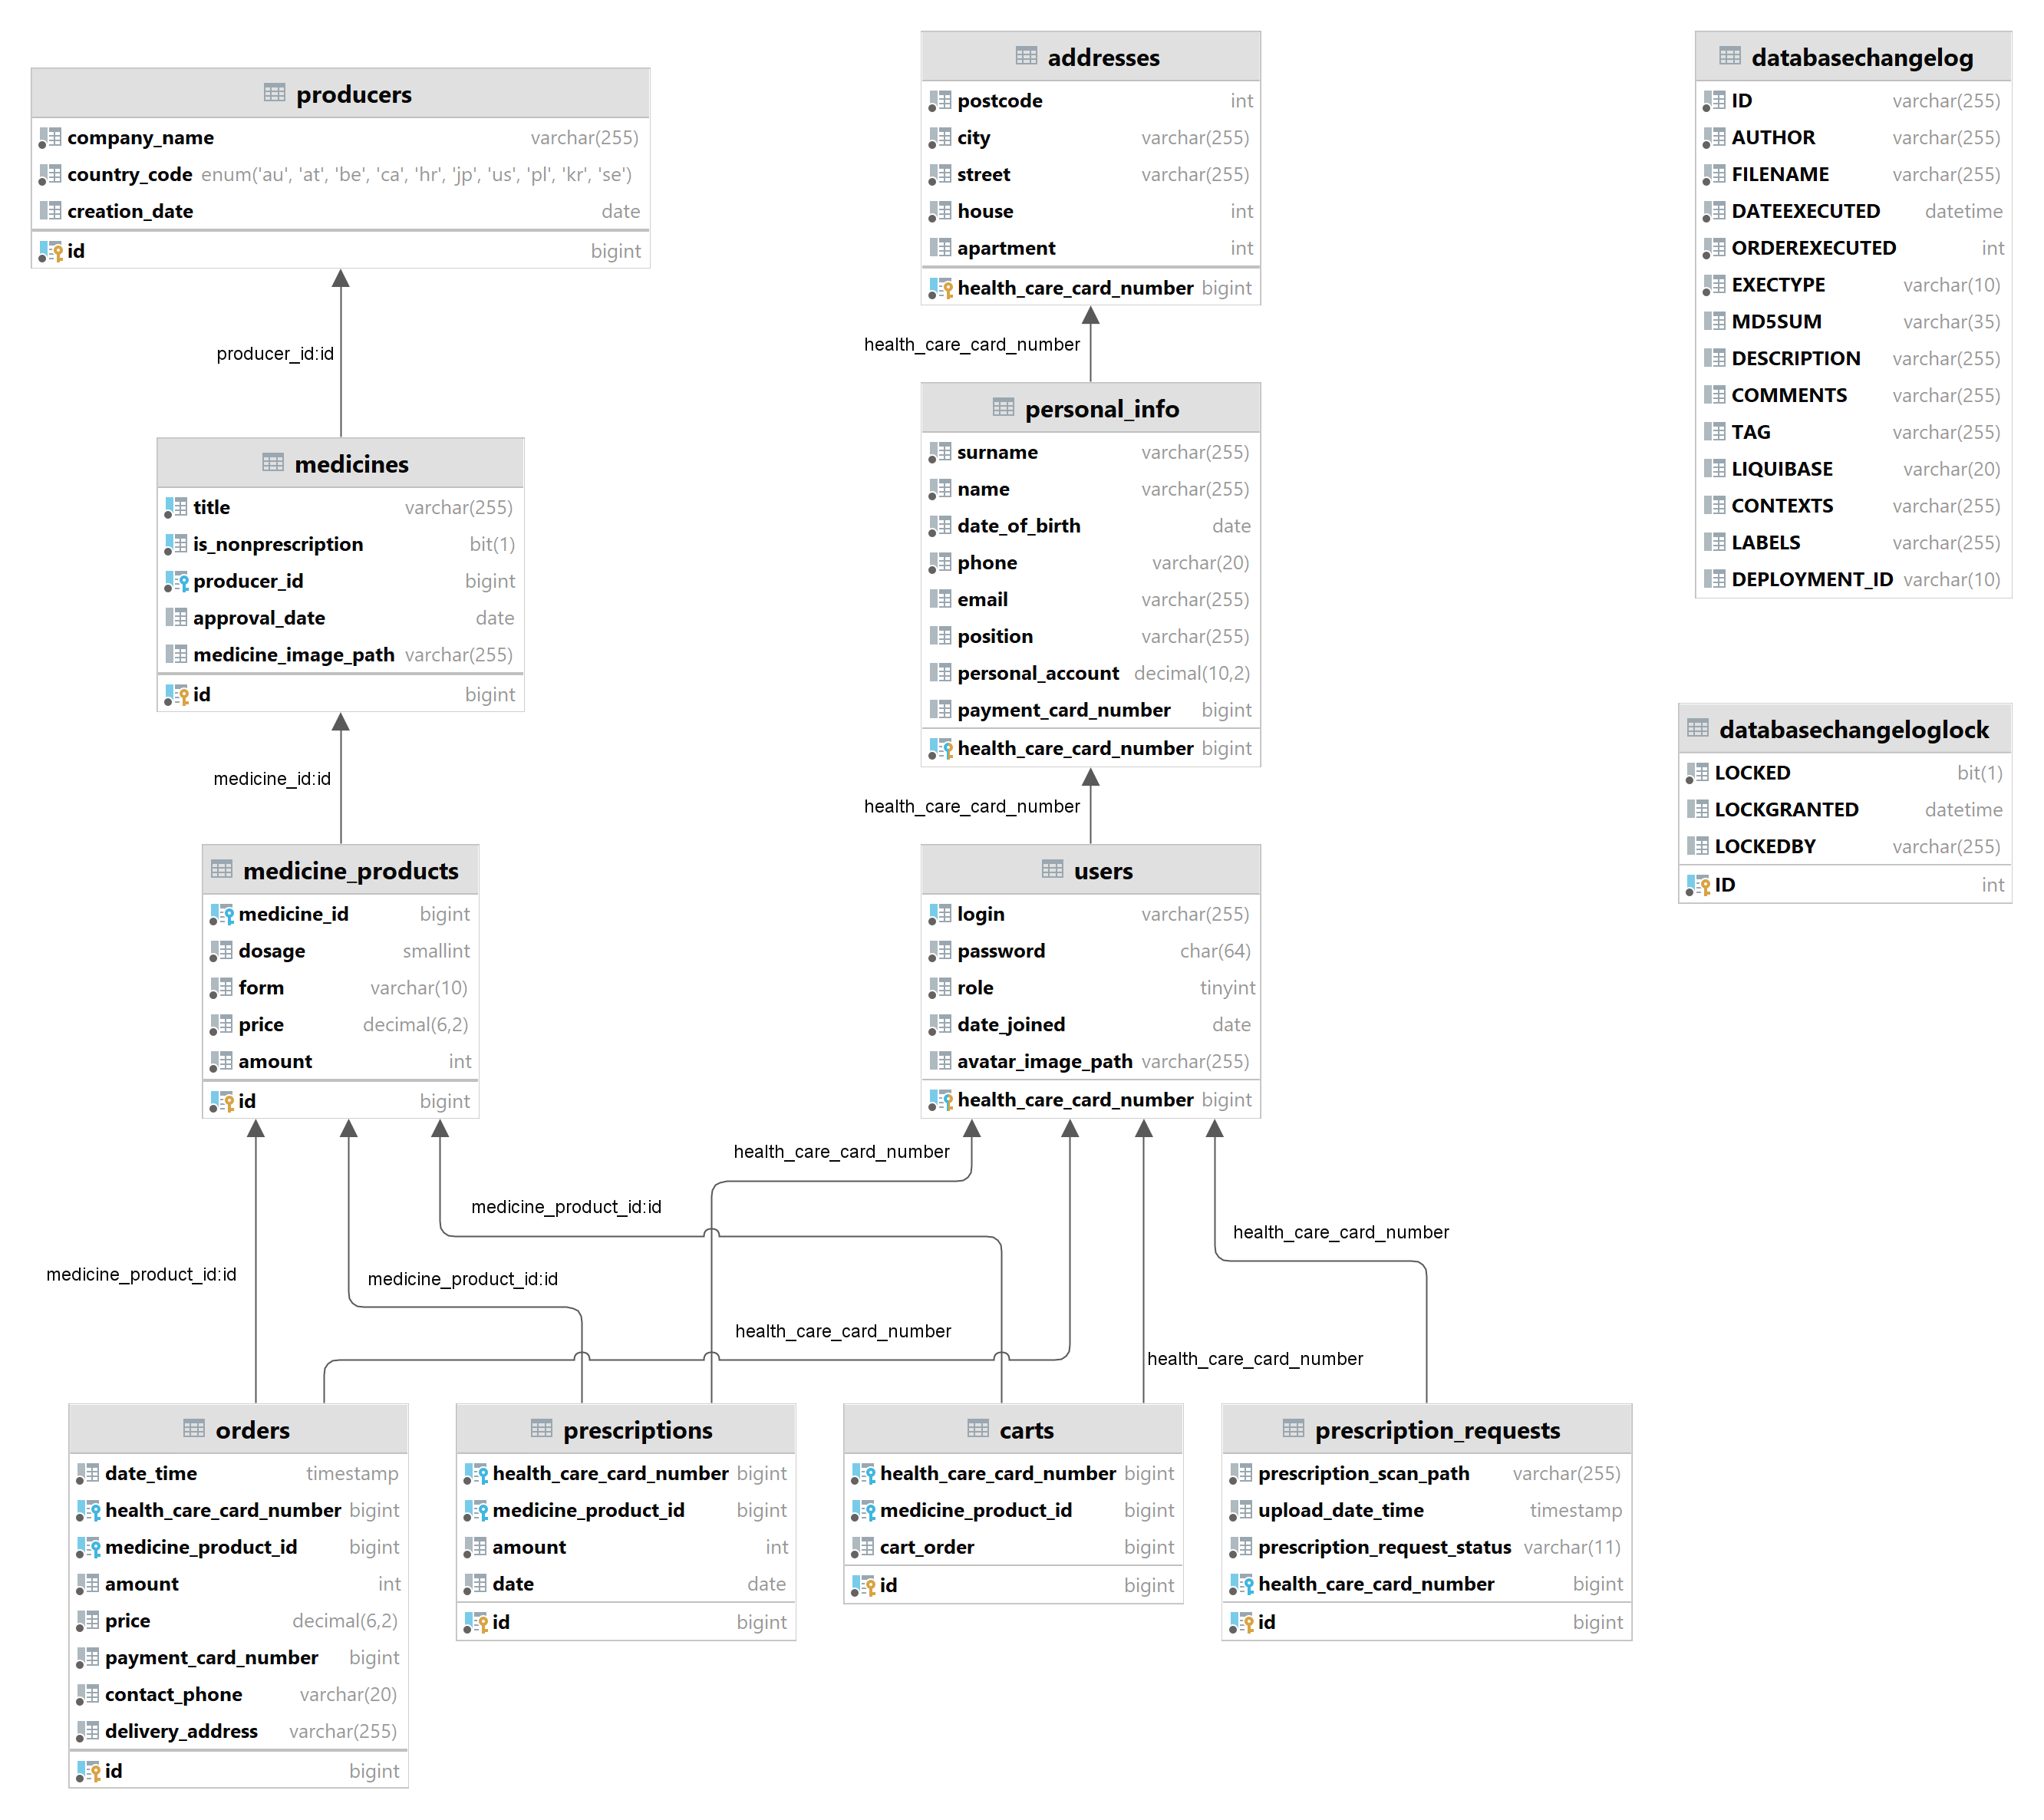 producers
company_name varchar(255)
country_code enum('au', 'at', 'be', 'ca', 'hr', 'jp', 'us', 'pl', 'kr', 'se')
creation_date date
id bigint
producer_id:id
medicines
title varchar(255)
is_nonprescription bit(1)
producer_id bigint
approval_date date
medicine_image_path varchar(255)
id bigint
medicine_id:id
medicine_products
medicine_id bigint
dosage smallint
form varchar(10)
price decimal(6,2)
amount int
id bigint
addresses
postcode int
city varchar(255)
street varchar(255)
house int
apartment int
health_care_card_number bigint
health_care_card_number
personal_info
surname varchar(255)
name varchar(255)
date_of_birth date
phone varchar(20)
email varchar(255)
position varchar(255)
personal_account decimal(10,2)
payment_card_number bigint
health_care_card_number bigint
health_care_card_number
users
login varchar(255)
password char(64)
role tinyint
date_joined date
avatar_image_path varchar(255)
health_care_card_number bigint
databasechangelog
ID varchar(255)
AUTHOR varchar(255)
FILENAME varchar(255)
DATEEXECUTED datetime
ORDEREXECUTED int
EXECTYPE varchar(10)
MD5SUM varchar(35)
DESCRIPTION varchar(255)
COMMENTS varchar(255)
TAG varchar(255)
LIQUIBASE varchar(20)
CONTEXTS varchar(255)
LABELS varchar(255)
DEPLOYMENT_ID varchar(10)
databasechangeloglock
LOCKED bit(1)
LOCKGRANTED datetime
LOCKEDBY varchar(255)
ID int
health_care_card_number
medicine_product_id:id
health_care_card_number
medicine_product_id:id
medicine_product_id:id
health_care_card_number
health_care_card_number
orders
date_time timestamp
health_care_card_number bigint
medicine_product_id bigint
amount int
price decimal(6,2)
payment_card_number bigint
contact_phone varchar(20)
delivery_address varchar(255)
id bigint
prescriptions
health_care_card_number bigint
medicine_product_id bigint
amount int
date date
id bigint
carts
health_care_card_number bigint
medicine_product_id bigint
cart_order bigint
id bigint
prescription_requests
prescription_scan_path varchar(255)
upload_date_time timestamp
prescription_request_status varchar(11)
health_care_card_number bigint
id bigint